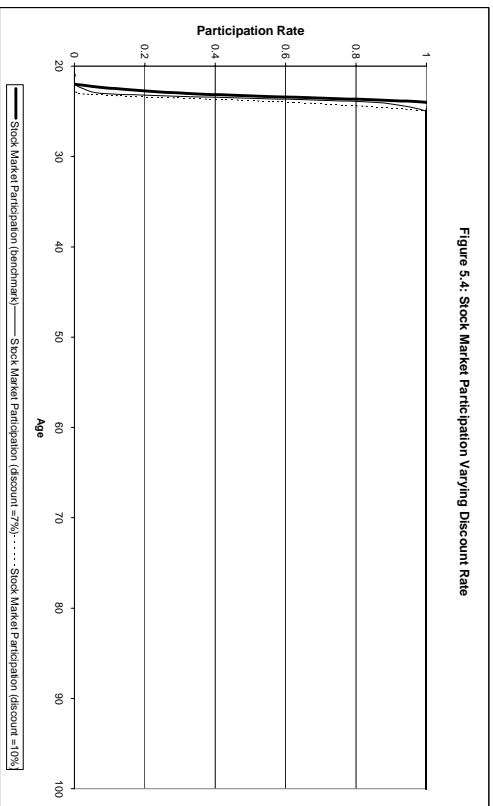 Figure 5.4: Stock Market Participation Varying Discount Rate
Participation Rate
1
0.8
0.6
0.4
0.2
0
20 30 40 50 60 70 80 90 100
Age
Stock Market Participation (benchmark) Stock Market Participation (discount =7%) Stock Market Participation (discount =10%)